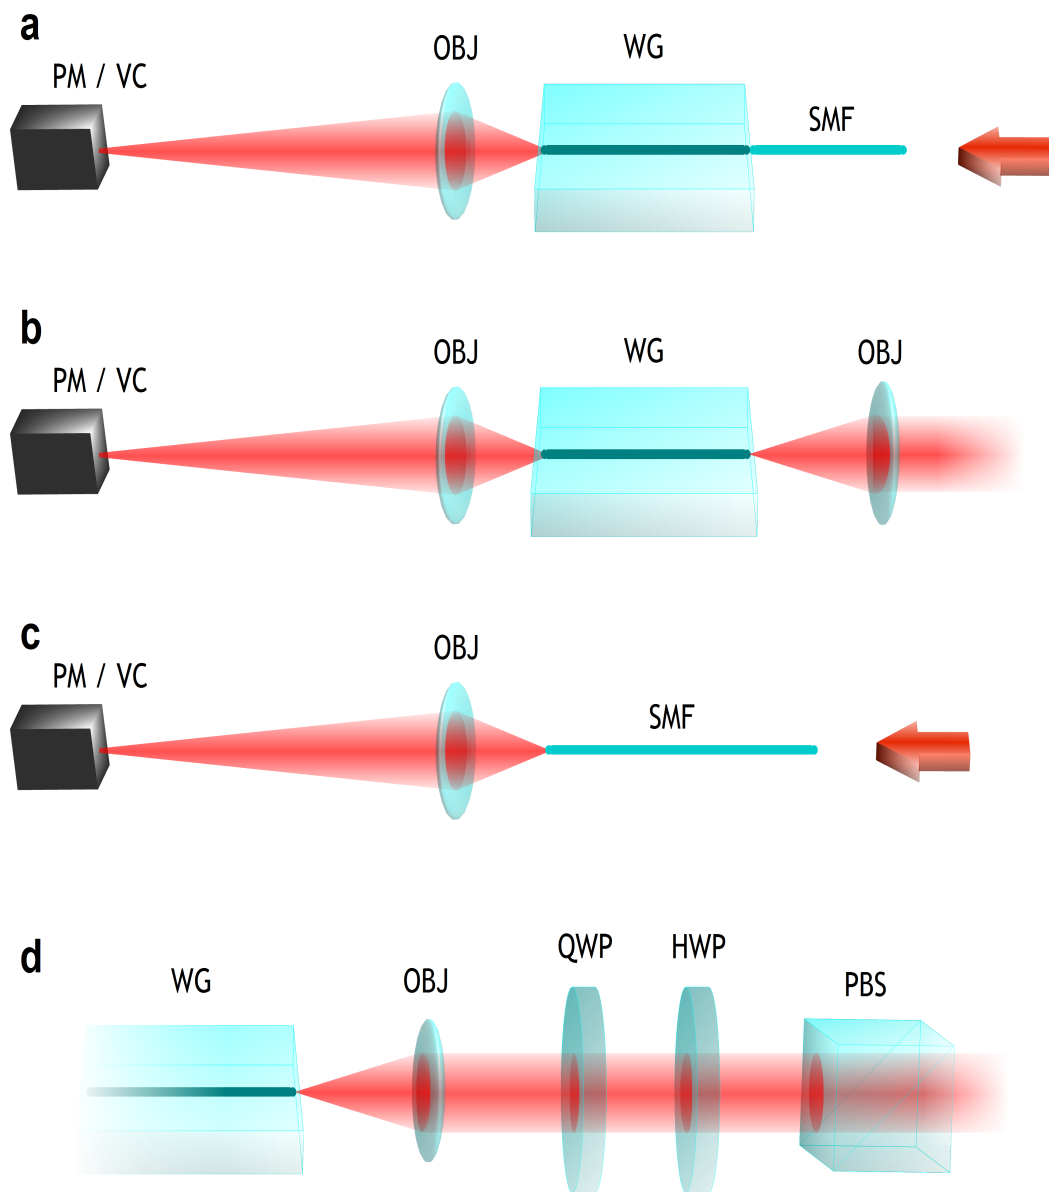 a
OBJ
WG
PM / VC
SMF
b
OBJ
WG
OBJ
PM / VC
c
OBJ
PM / VC
SMF
d
QWP
HWP
WG
OBJ
PBS